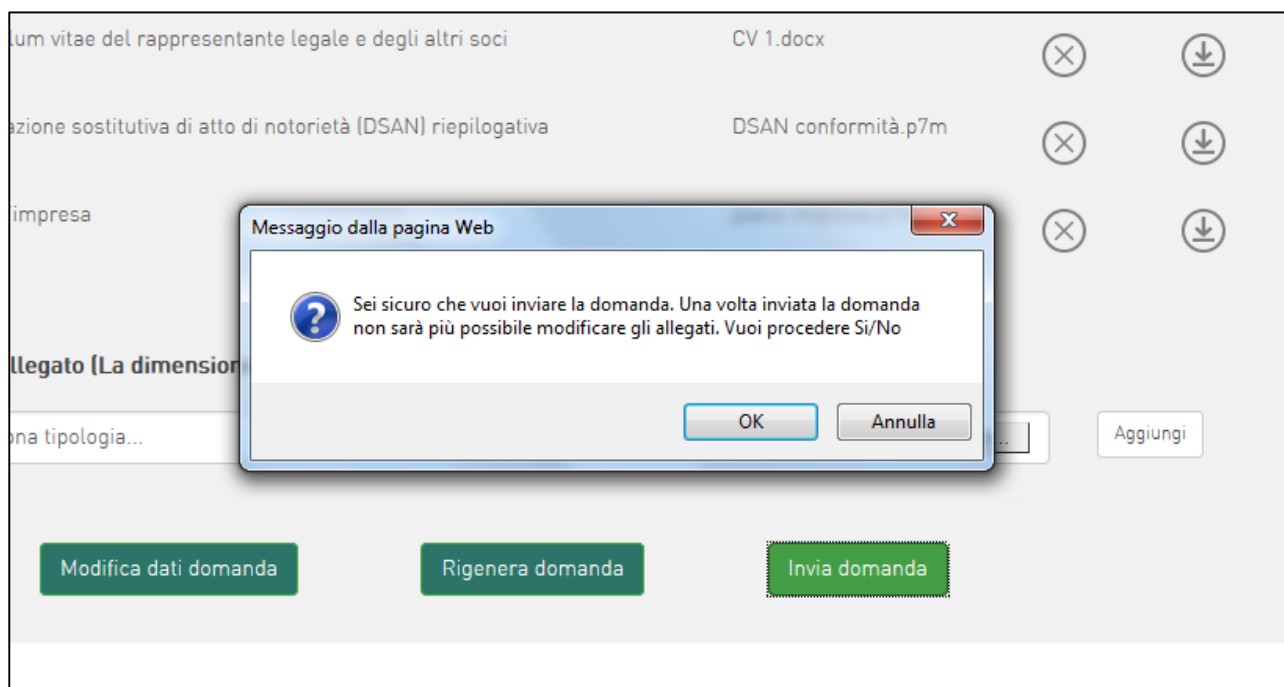 lum vitae del rappresentante legale e degli altri soci CV 1.docx
azione sostitutiva di atto di notorietà (DSAN) riepilogativa DSAN conformità.p7m
'impresa
Messaggio dalla pagina Web
Sei sicuro che vuoi inviare la domanda. Una volta inviata la domanda
non sarà più possibile modificare gli allegati. Vuoi procedere Si/No
llegato (La dimension
OK Annulla
ona tipologia... ... Aggiungi
Modifica dati domanda Rigenera domanda Invia domanda